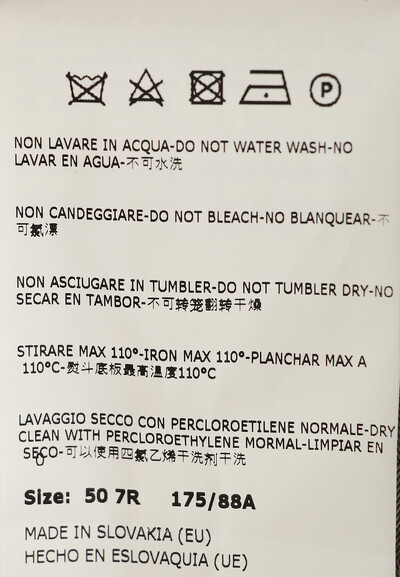 P
NON LAVARE IN ACQUA-DO NOT WATER WASH-NO
LAVAR EN AGUA-不可水洗
NON CANDEGGIARE-DO NOT BLEACH-NO BLANQUEAR-不
可氯漂
NON ASCIUGARE IN TUMBLER-DO NOT TUMBLER DRY-NO
SECAR EN TAMBOR-不可转笼翻转干燥
STIRARE MAX 110°-IRON MAX 110°-PLANCHAR MAX A
110°C-熨斗底板最高温度110°C
LAVAGGIO SECCO CON PERCLOROETILENE NORMALE-DRY
CLEAN WITH PERCLOROETHYLENE MORMAL-LIMPIAR EN
SECO-可以使用四氯乙烯干洗剂干洗
Size: 50 7R 175/88A
MADE IN SLOVAKIA (EU)
HECHO EN ESLOVAQUIA (UE)